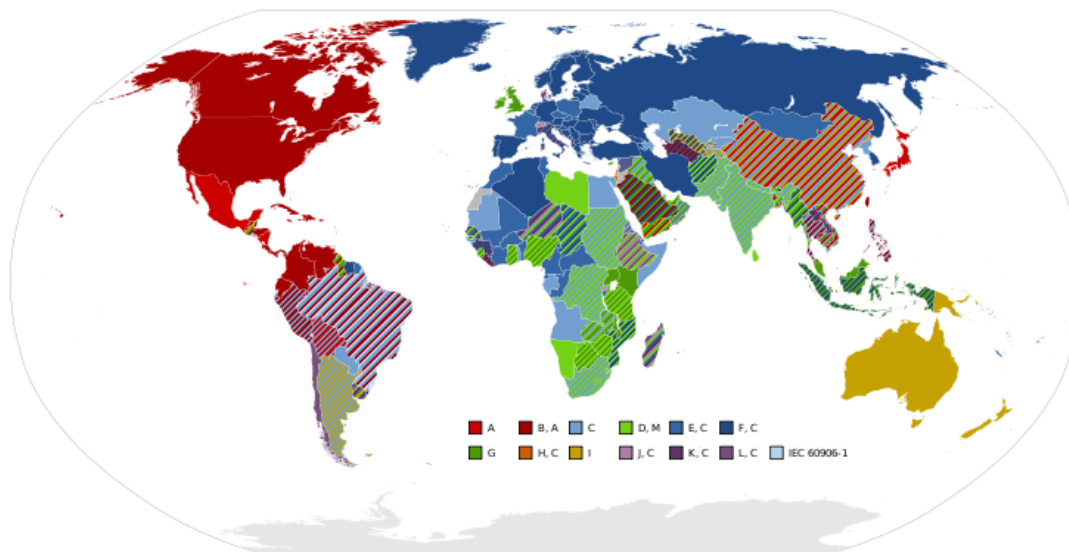 A B, A C D, M E, C F, C
G H, C I J, C K, C L, C IEC 60906-1